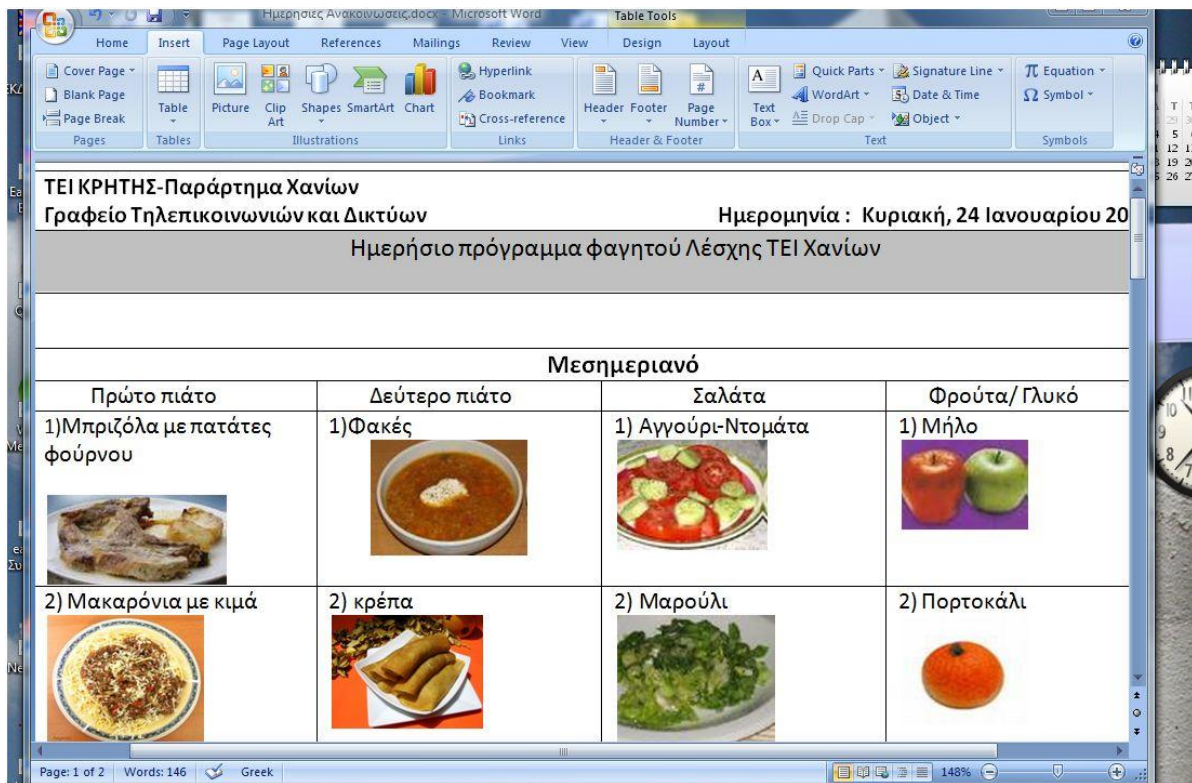 Ημερησιες Ανακοινωσεις.docx - Microsoft Word
Table Tools
Home Insert Page Layout References Mailings Review View Design Layout
Cover Page
Blank Page
Page Break
Pages
Table
Tables
Picture
Clip Art
Shapes
SmartArt
Chart
Illustrations
Hyperlink
Bookmark
Cross-reference
Links
Header
Footer
Page Number
Header & Footer
Text Box
Quick Parts
WordArt
Drop Cap
Signature Line
Date & Time
Object
Text
Equation
Symbol
Symbols
ΤΕΙ ΚΡΗΤΗΣ-Παράρτημα Χανίων
Γραφείο Τηλεπικοινωνιών και Δικτύων
Ημερομηνία : Κυριακή, 24 Ιανουαρίου 20
Ημερήσιο πρόγραμμα φαγητού Λέσχης ΤΕΙ Χανίων
Μεσημεριανό
Πρώτο πιάτο Δεύτερο πιάτο Σαλάτα Φρούτα/ Γλυκό
1)Μπριζόλα με πατάτες
φούρνου
1)Φακές
1) Αγγούρι-Ντομάτα
1) Μήλο
2) Μακαρόνια με κιμά
2) κρέπα
2) Μαρούλι
2) Πορτοκάλι
Page: 1 of 2 Words: 146 Greek 148%